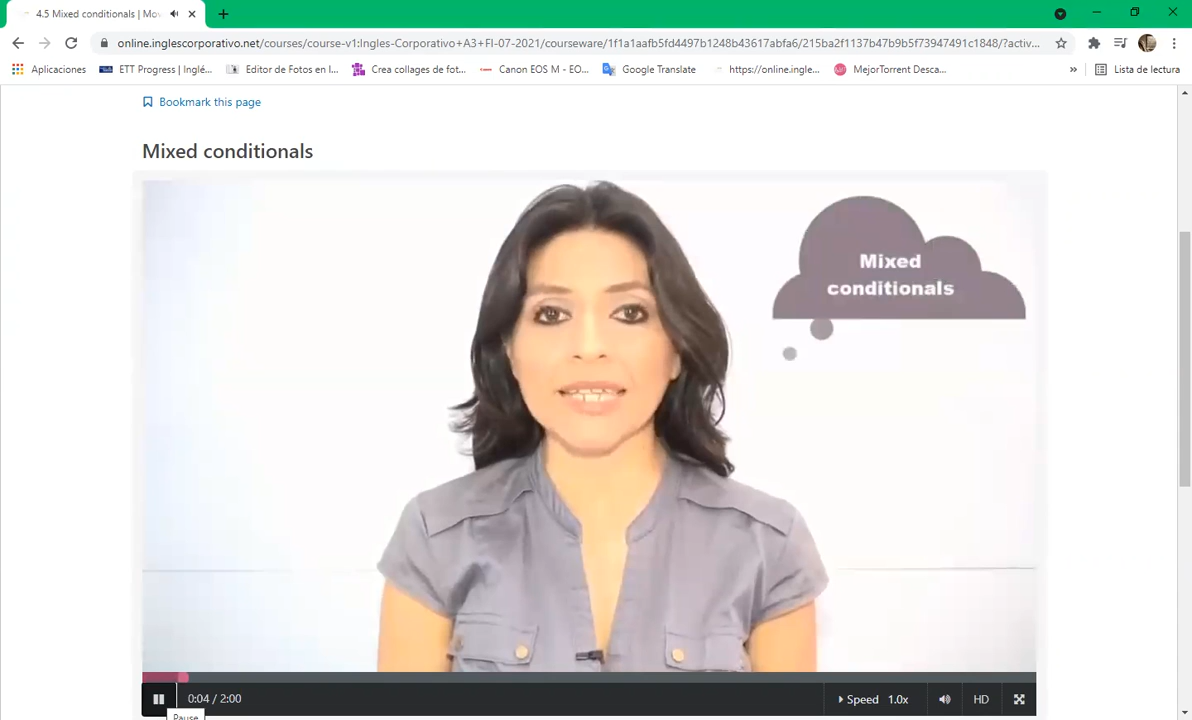 4.5 Mixed conditionals | Mov
online.inglescorporativo.net/courses/course-v1:Ingles-Corporativo+A3+FI-07-2021/courseware/1f1a1aafb5fd4497b1248b43617abfa6/215ba2f1137b47b9b5f73947491c1848/?activ...
Aplicaciones ETT Progress | Inglé... Editor de Fotos en l... Crea collages de fot... Canon EOS M - EO... Google Translate https://online.ingle... MejorTorrent Desca... » Lista de lectura
Bookmark this page
Mixed conditionals
Mixed
conditionals
0:04 / 2:00 Speed 1.0x HD
Pause